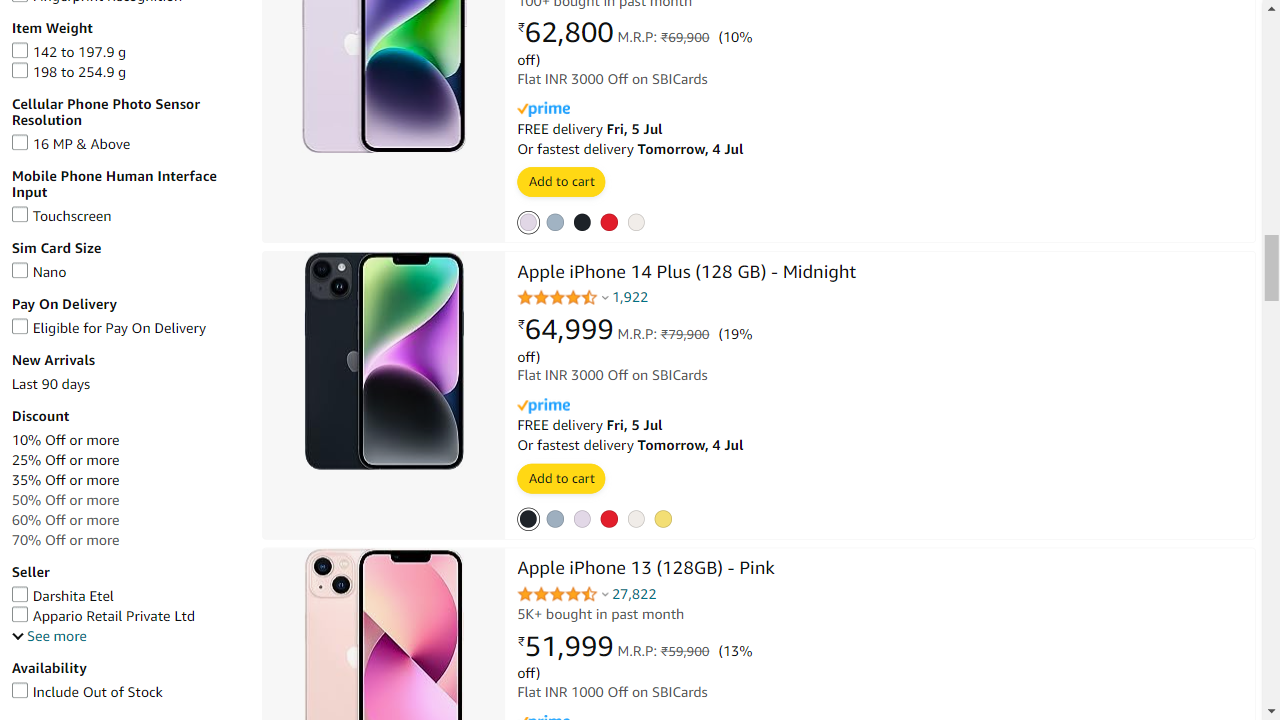 Fingerprint Recognition
Item Weight
142 to 197.9 g
198 to 254.9 g
Cellular Phone Photo Sensor
Resolution
16 MP & Above
Mobile Phone Human Interface
Input
Touchscreen
Sim Card Size
Nano
Pay On Delivery
Eligible for Pay On Delivery
New Arrivals
Last 90 days
Discount
10% Off or more
25% Off or more
35% Off or more
50% Off or more
60% Off or more
70% Off or more
Seller
Darshita Etel
Appario Retail Private Ltd
See more
Availability
Include Out of Stock
100+ bought in past month
₹62,800 M.R.P: ₹69,900 (10%
off)
Flat INR 3000 Off on SBICards
prime
FREE delivery Fri, 5 Jul
Or fastest delivery Tomorrow, 4 Jul
Add to cart
Apple iPhone 14 Plus (128 GB) - Midnight
1,922
₹64,999 M.R.P: ₹79,900 (19%
off)
Flat INR 3000 Off on SBICards
prime
FREE delivery Fri, 5 Jul
Or fastest delivery Tomorrow, 4 Jul
Add to cart
Apple iPhone 13 (128GB) - Pink
27,822
5K+ bought in past month
₹51,999 M.R.P: ₹59,900 (13%
off)
Flat INR 1000 Off on SBICards
prime